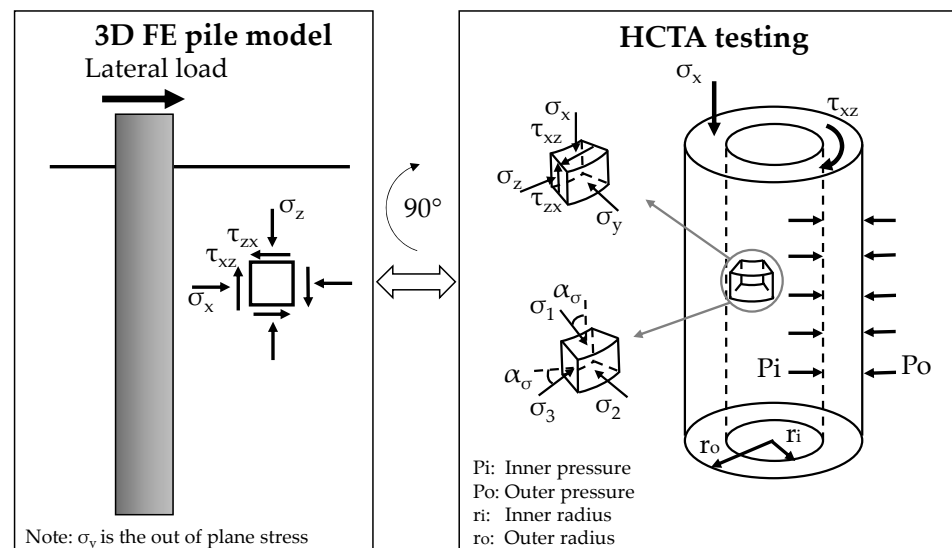 3D FE pile model
Lateral load
σz
τzx
τxz
σx
Note: σy is the out of plane stress
90°
HCTA testing
σx
τxz
σx
τxz
σz
τzx
σy
ασ
σ1
ασ
σ3
σ2
Pi
Po
ro
ri
Pi: Inner pressure
Po: Outer pressure
ri: Inner radius
ro: Outer radius